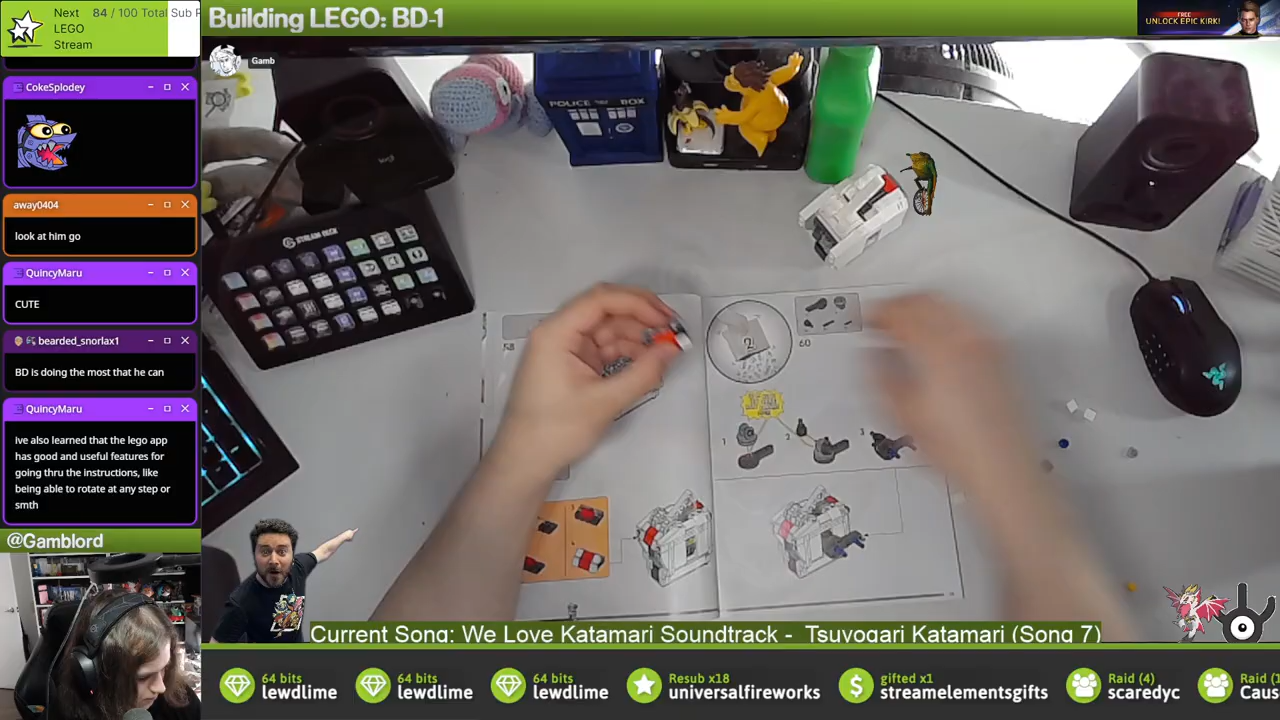 Next
LEGO
Stream
84 / 100 Total Sub P
Building LEGO: BD-1
FREE
UNLOCK EPIC KIRK!
Gamb
CokeSplodey
away0404
look at him go
QuincyMaru
CUTE
bearded_snorlax1
BD is doing the most that he can
QuincyMaru
ive also learned that the lego app
has good and useful features for
going thru the instructions, like
being able to rotate at any step or
smth
@Gamblord
POLICE BOX
logi
STREAM DECK
58
2
60
1
2
3
Current Song: We Love Katamari Soundtrack - Tsuyogari Katamari (Song 7)
64 bits
lewdlime
64 bits
lewdlime
64 bits
lewdlime
Resub x18
universalfireworks
gifted x1
streamelementsgifts
Raid (4)
scaredyc
Raid (1
Caus